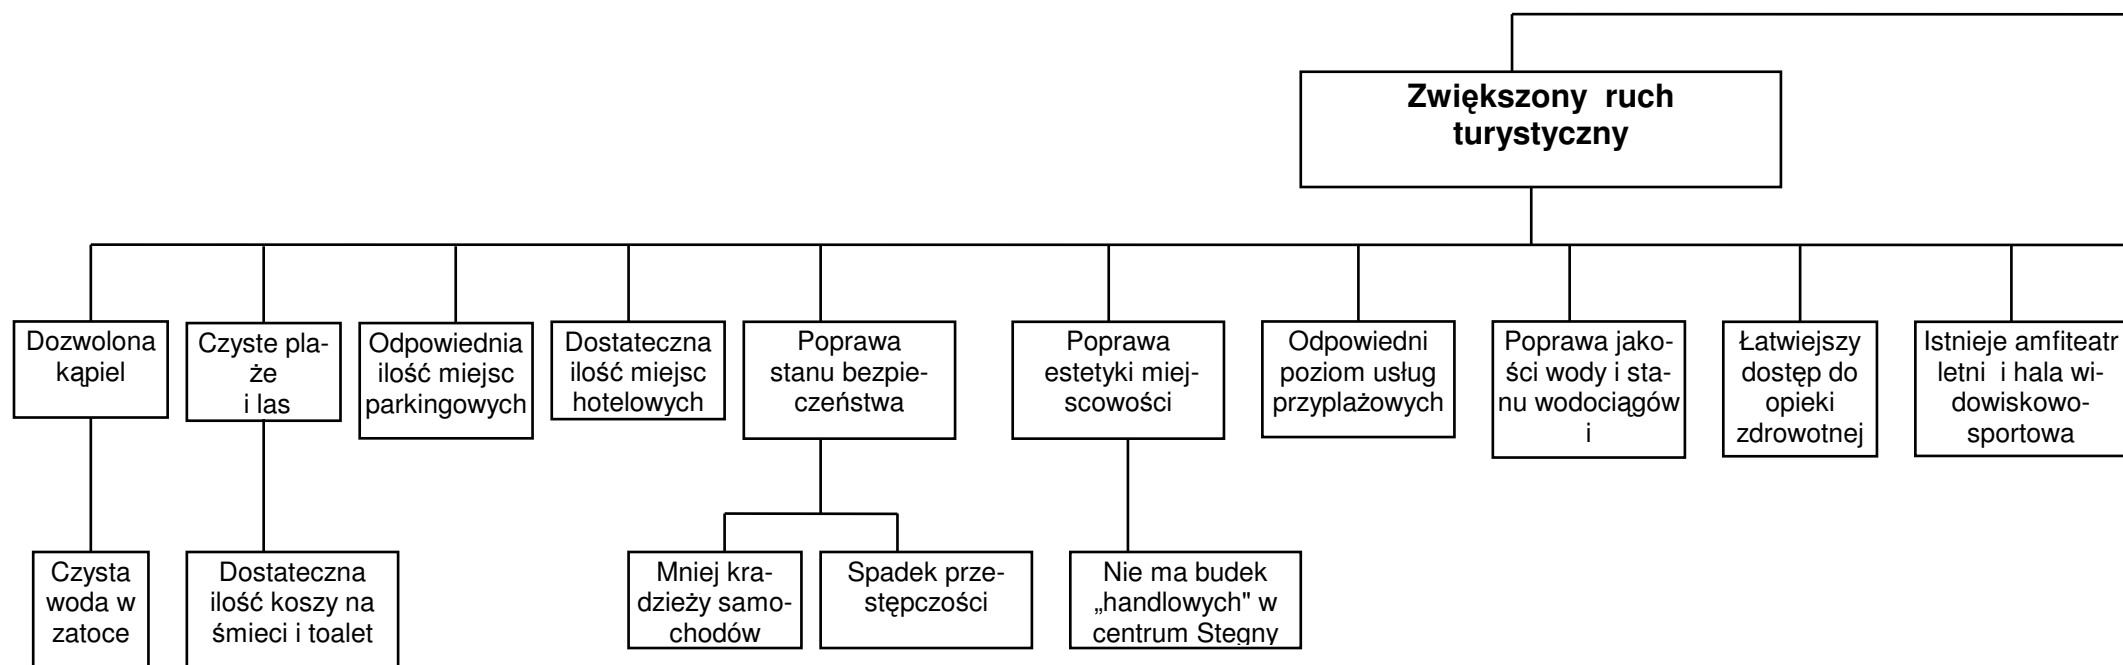 Zwiększony ruch
turystyczny
Dozwolona
kąpiel
Czyste pla-
że
i las
Odpowiednia
ilość miejsc
parkingowych
Dostateczna
ilość miejsc
hotelowych
Poprawa
stanu bezpie-
czeństwa
Poprawa
estetyki miej-
scowości
Odpowiedni
poziom usług
przyplażowych
Poprawa jako-
ści wody i sta-
nu wodociągów
i
Łatwiejszy
dostęp do
opieki
zdrowotnej
Istnieje amfiteatr
letni i hala wi-
dowiskowo-
sportowa
Czysta
woda w
zatoce
Dostateczna
ilość koszy na
śmieci i toalet
Mniej kra-
dzieży samo-
chodów
Spadek prze-
stępczości
Nie ma budek
„handlowych" w
centrum Stegny